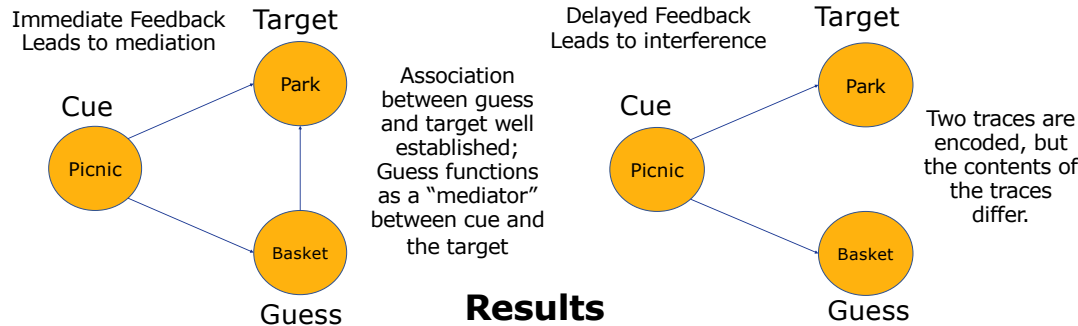 Immediate Feedback
Leads to mediation
Target
Park
Cue
Picnic
Basket
Guess
Association
between guess
and target well
established;
Guess functions
as a “mediator”
between cue and
the target
Delayed Feedback
Leads to interference
Target
Park
Cue
Picnic
Basket
Guess
Two traces are
encoded, but
the contents of
the traces
differ.
Results